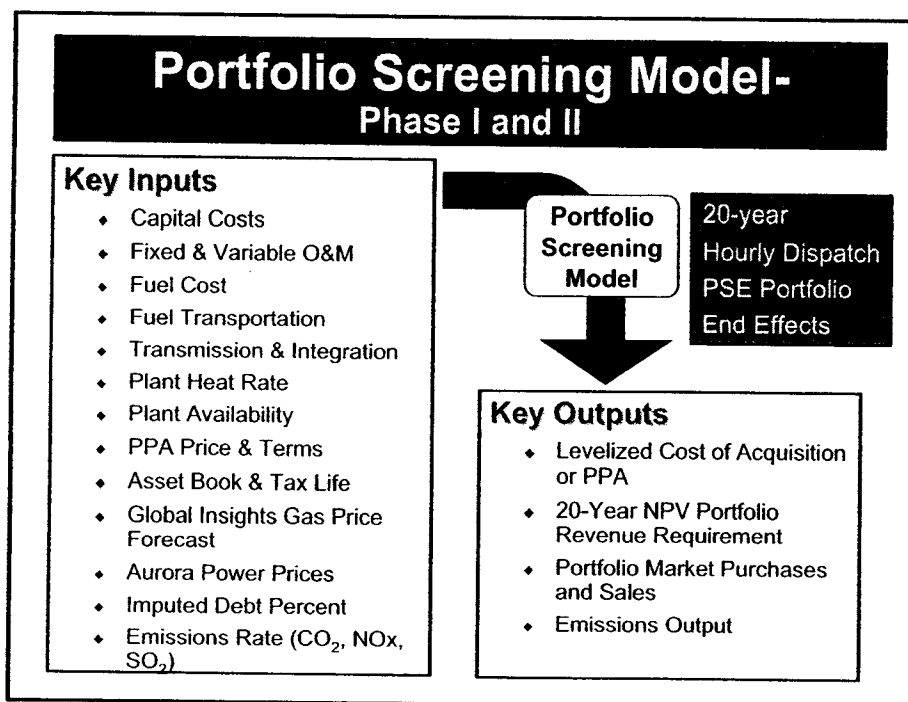 Portfolio Screening Model-
Phase I and II
Key Inputs
◆ Capital Costs
◆ Fixed & Variable O&M
◆ Fuel Cost
◆ Fuel Transportation
◆ Transmission & Integration
◆ Plant Heat Rate
◆ Plant Availability
◆ PPA Price & Terms
◆ Asset Book & Tax Life
◆ Global Insights Gas Price
Forecast
◆ Aurora Power Prices
◆ Imputed Debt Percent
◆ Emissions Rate (CO₂, NOx,
SO₂)
Portfolio
Screening
Model
20-year
Hourly Dispatch
PSE Portfolio
End Effects
Key Outputs
◆ Levelized Cost of Acquisition
or PPA
◆ 20-Year NPV Portfolio
Revenue Requirement
◆ Portfolio Market Purchases
and Sales
◆ Emissions Output